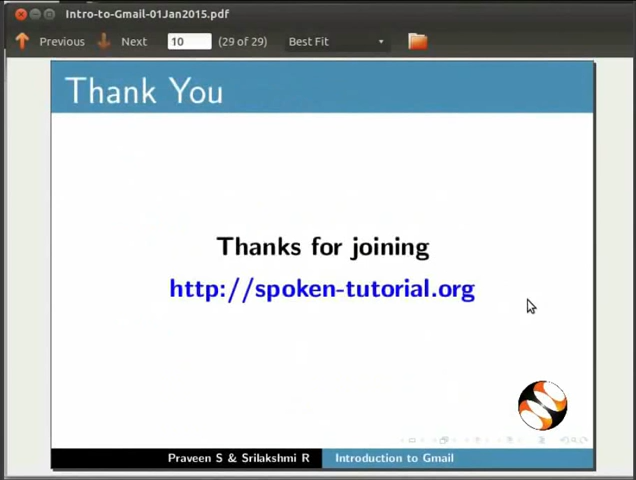 Intro-to-Gmail-01Jan2015.pdf
Previous Next 10 (29 of 29) Best Fit
Thank You
Thanks for joining
http://spoken-tutorial.org
Praveen S & Srilakshmi R Introduction to Gmail